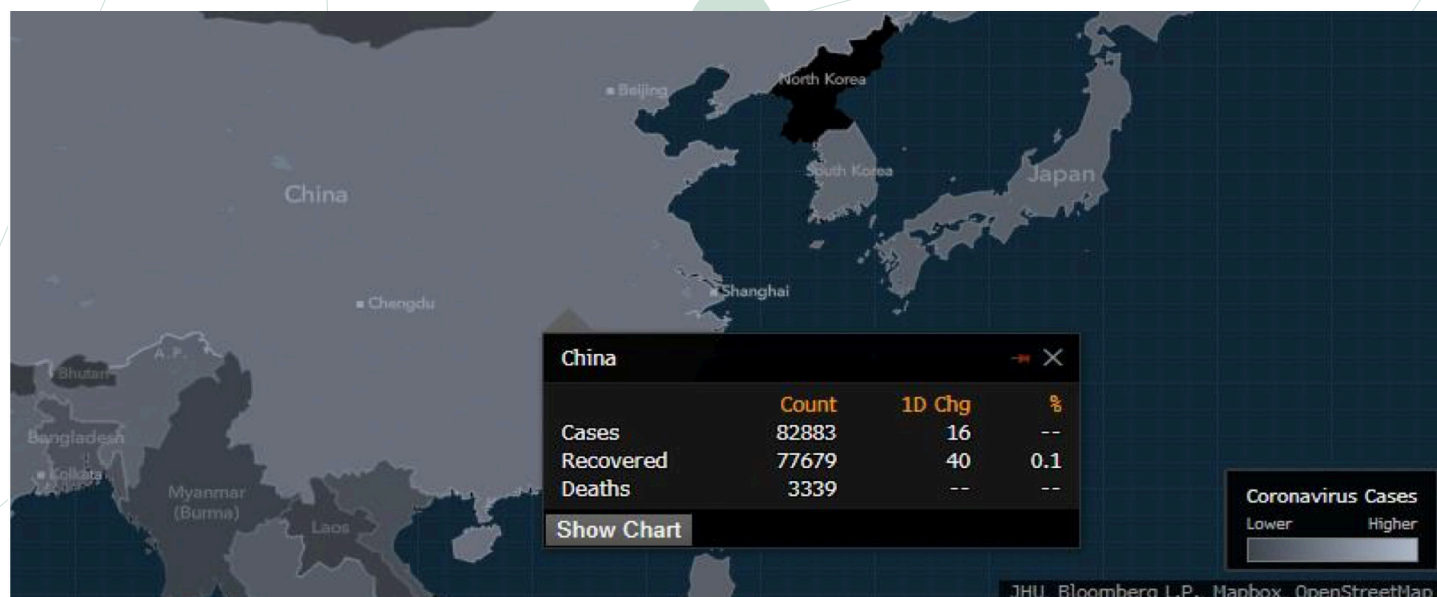 North Korea
Beijing
South Korea
Japan
China
Shanghai
Chengdu
A.P.
Bhutan
Bangladesh
Kolkata
Myanmar
(Burma)
Laos
China
Count 1D Chg %
Cases 82883 16 --
Recovered 77679 40 0.1
Deaths 3339 -- --
Show Chart
Coronavirus Cases
Lower Higher
JHU, Bloomberg L.P., Mapbox, OpenStreetMap